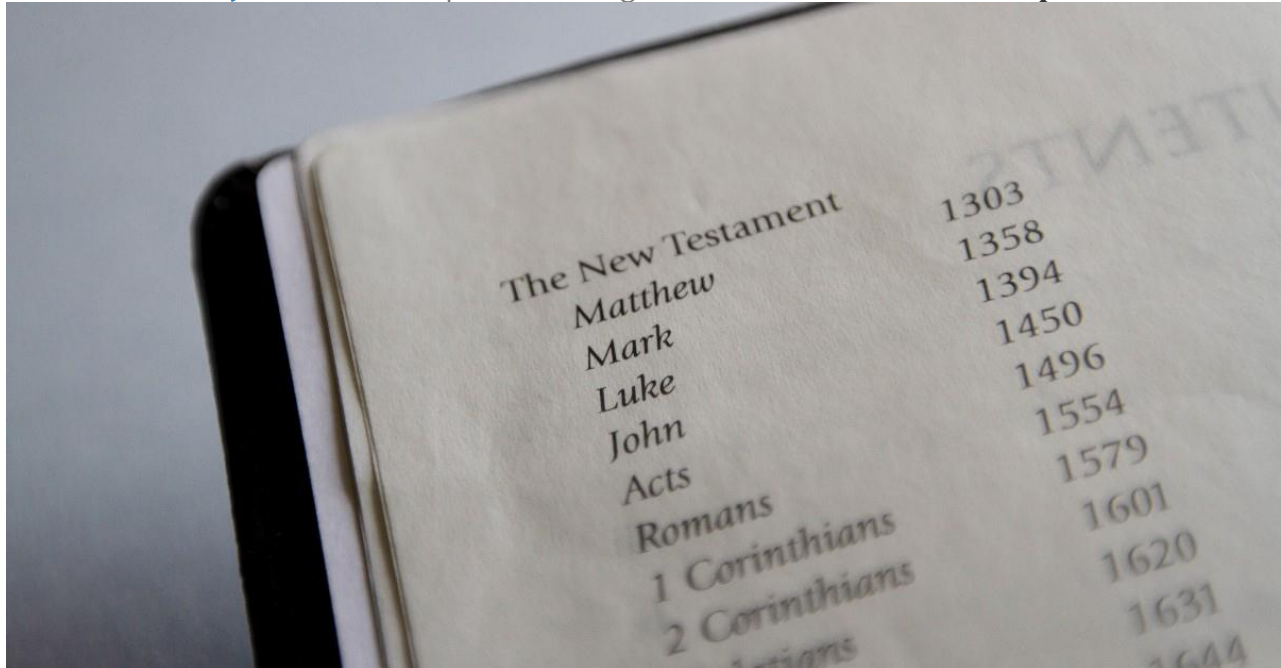 The New Testament
Matthew 1303
Mark 1358
Luke 1394
John 1450
Acts 1496
Romans 1554
1 Corinthians 1579
2 Corinthians 1601
1620
1631
1644